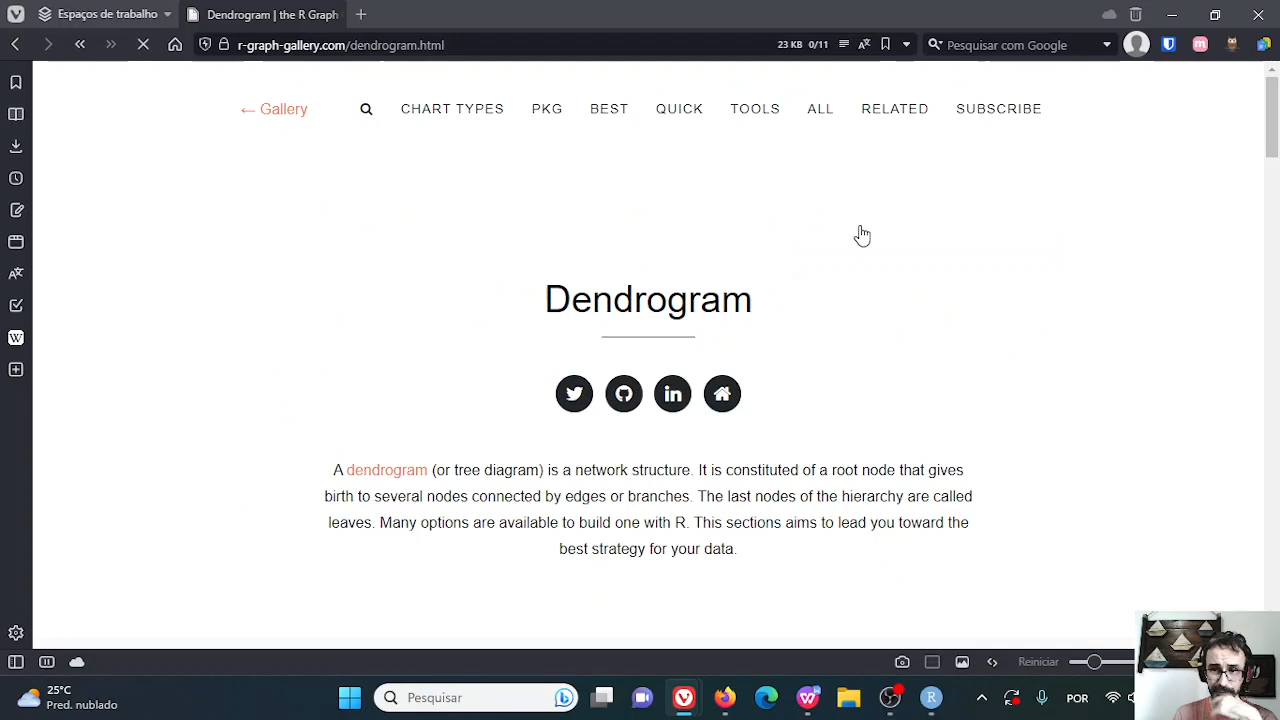 Espaços de trabalho
Dendrogram | the R Graph
r-graph-gallery.com/dendrogram.html
23 KB 0/11
Pesquisar com Google
← Gallery
CHART TYPES PKG BEST QUICK TOOLS ALL RELATED SUBSCRIBE
Dendrogram
A dendrogram (or tree diagram) is a network structure. It is constituted of a root node that gives
birth to several nodes connected by edges or branches. The last nodes of the hierarchy are called
leaves. Many options are available to build one with R. This sections aims to lead you toward the
best strategy for your data.
Reiniciar
25°C
Pred. nublado
Pesquisar
POR